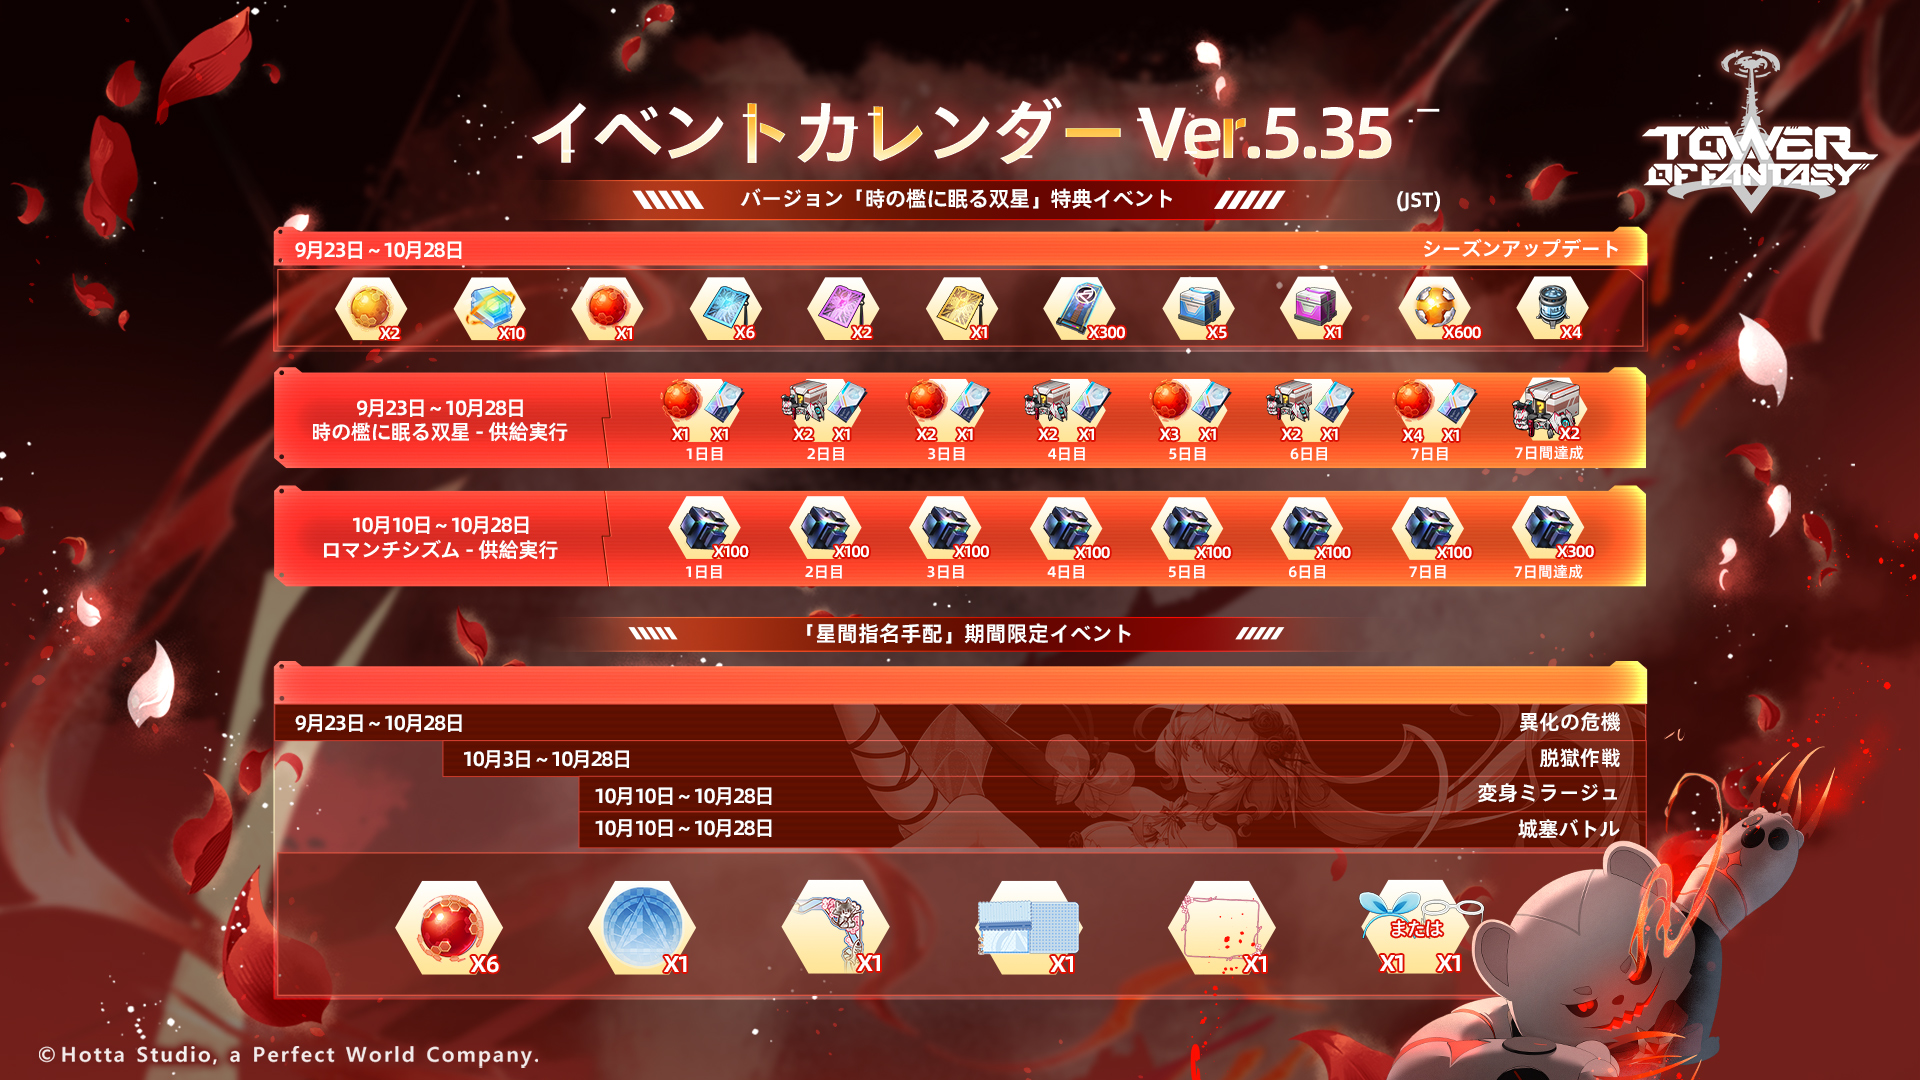 イベントカレンダー Ver.5.35
TOWER
OF FANTASY
バージョン「時の檻に眠る双星」特典イベント
(JST)
9月23日~10月28日
シーズンアップデート
X2 X10 X1 X6 X2 X1 X300 X5 X1 X600 X4
9月23日~10月28日
時の檻に眠る双星 - 供給実行
X1 X1 X2 X1 X2 X1 X2 X1 X3 X1 X2 X1 X4 X1 X2
1日目 2日目 3日目 4日目 5日目 6日目 7日目 7日間達成
10月10日~10月28日
ロマンチシズム - 供給実行
X100 X100 X100 X100 X100 X100 X100 X300
1日目 2日目 3日目 4日目 5日目 6日目 7日目 7日間達成
「星間指名手配」期間限定イベント
9月23日~10月28日 異化の危機
10月3日~10月28日 脱獄作戦
10月10日~10月28日 変身ミラージュ
10月10日~10月28日 城塞バトル
または
X6 X1 X1 X1 X1 X1 X1
©Hotta Studio, a Perfect World Company.